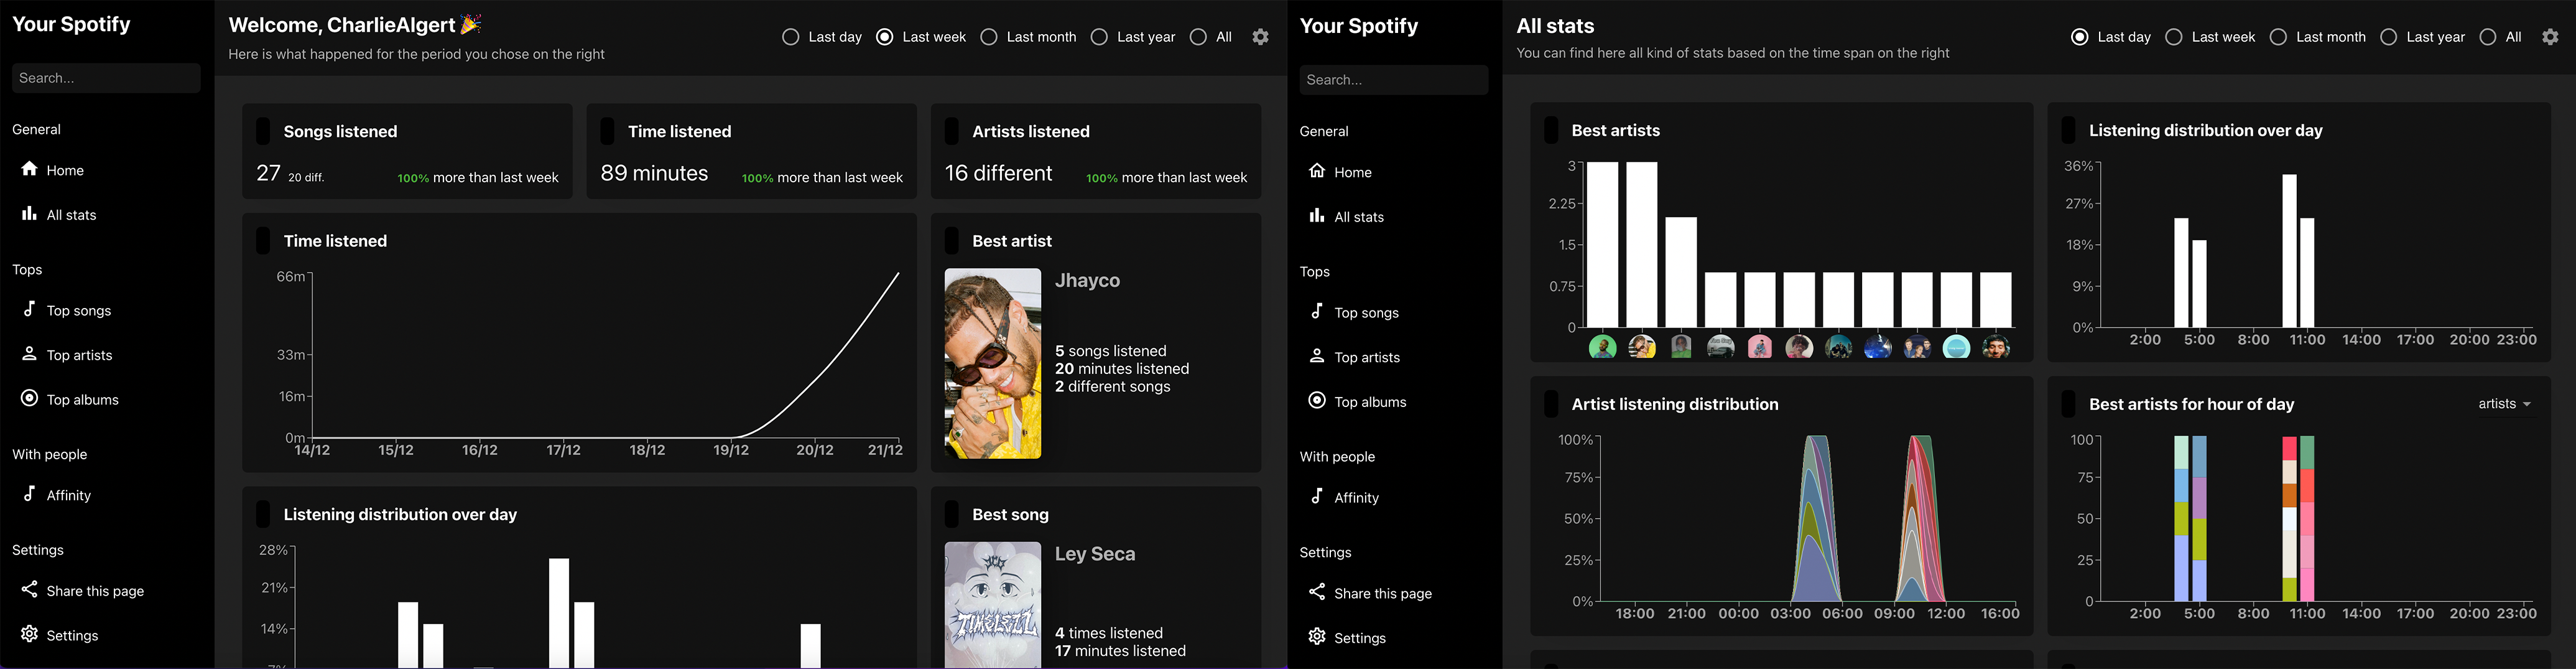 Your Spotify
Search...
General
Home
All stats
Tops
Top songs
Top artists
Top albums
With people
Affinity
Settings
Share this page
Settings
Welcome, CharlieAlgert 🎉
Here is what happened for the period you chose on the right
Last day
Last week
Last month
Last year
All
Songs listened
27 20 diff.
100% more than last week
Time listened
89 minutes
100% more than last week
Artists listened
16 different
100% more than last week
Time listened
66m
33m
16m
0m
14/12 15/12 16/12 17/12 18/12 19/12 20/12 21/12
Best artist
Jhayco
5 songs listened
20 minutes listened
2 different songs
Listening distribution over day
28%
21%
14%
7%
Best song
Ley Seca
TIMELEZZ
4 times listened
17 minutes listened
Your Spotify
Search...
General
Home
All stats
Tops
Top songs
Top artists
Top albums
With people
Affinity
Settings
Share this page
Settings
All stats
You can find here all kind of stats based on the time span on the right
Last day
Last week
Last month
Last year
All
Best artists
3
2.25
1.5
0.75
0
Listening distribution over day
36%
27%
18%
9%
0%
2:00 5:00 8:00 11:00 14:00 17:00 20:00 23:00
Artist listening distribution
100%
75%
50%
25%
0%
18:00 21:00 00:00 03:00 06:00 09:00 12:00 16:00
Best artists for hour of day
artists
100
75
50
25
0
2:00 5:00 8:00 11:00 14:00 17:00 20:00 23:00